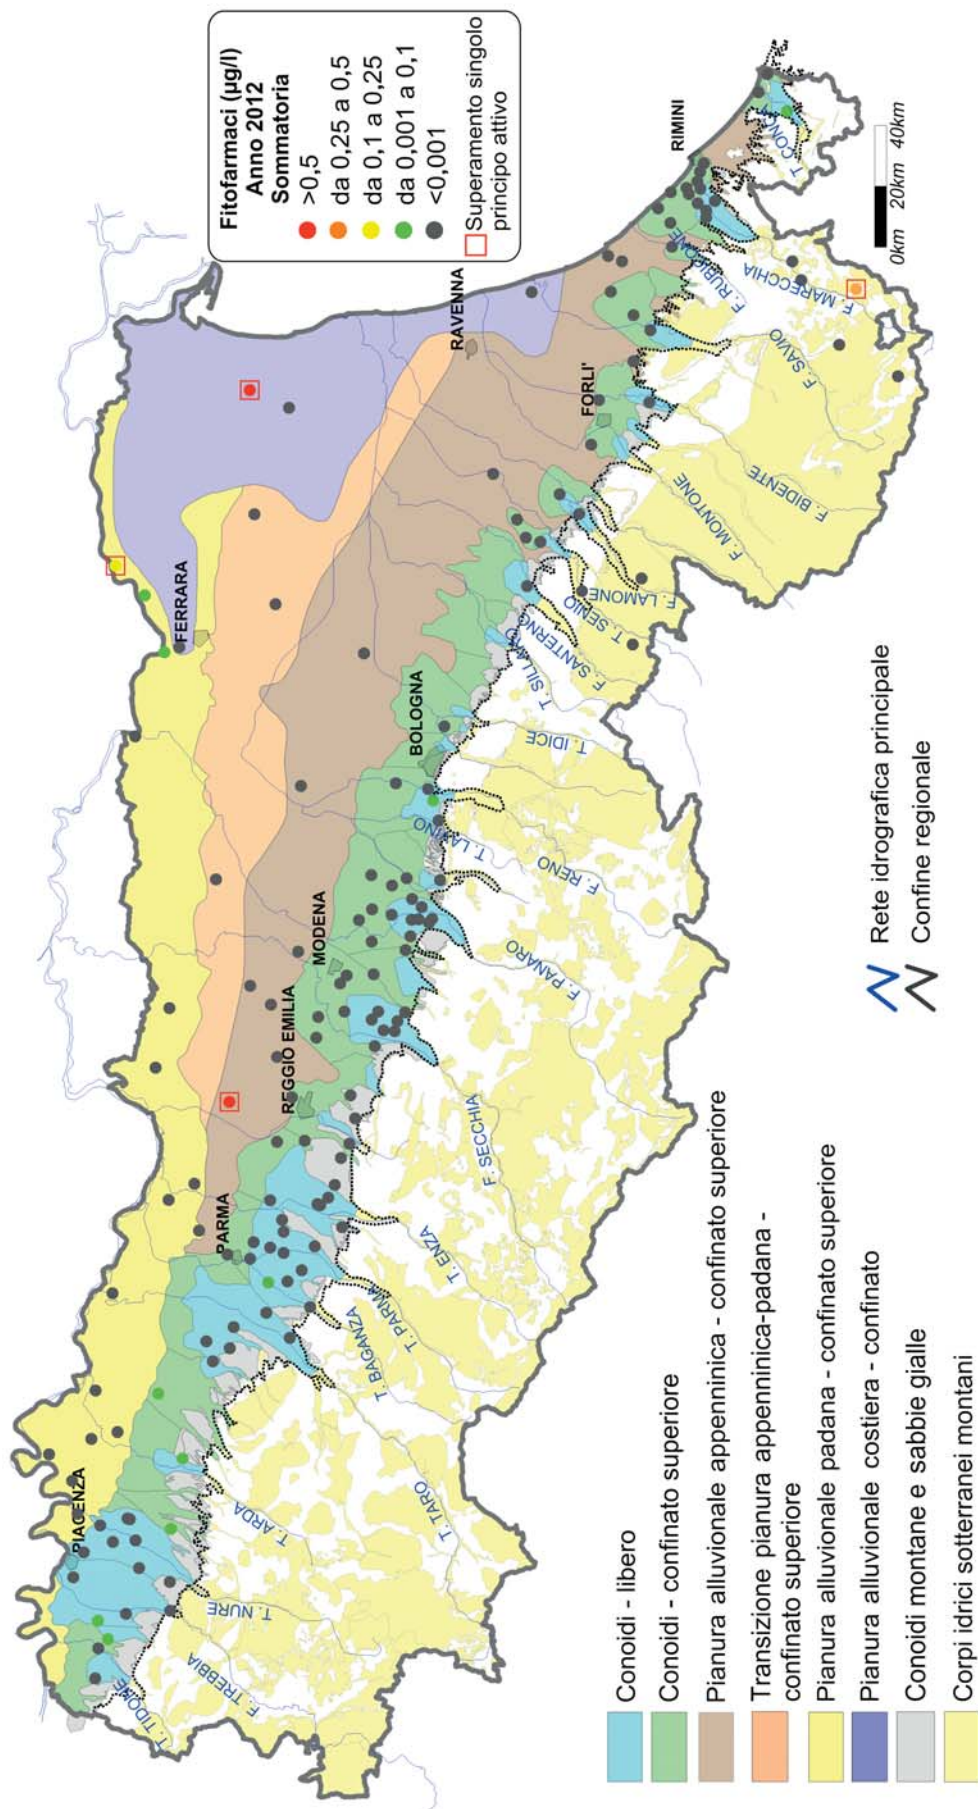 Fitofarmaci (µg/l)
Anno 2012
Sommatoria
>0,5
da 0,25 a 0,5
da 0,1 a 0,25
da 0,001 a 0,1
<0,001
Superamento singolo
principo attivo
PIACENZA
PARMA
REGGIO EMILIA
MODENA
BOLOGNA
FERRARA
RAVENNA
FORLI'
RIMINI
T. TIDONE
F. TREBBIA
T. NURE
T. ARDA
T. TARO
T. BAGANZA
T. PARMA
T. ENZA
F. SECCHIA
F. PANARO
F. RENO
T. LAVINO
T. IDICE
T. SILLARO
F. SANTERNO
T. SENIO
F. LAMONE
F. MONTONE
F. BIDENTE
F. SAVIO
F. RUBICONE
F. MARECCHIA
T. CONCA
0km 20km 40km
Conoidi - libero
Conoidi - confinato superiore
Pianura alluvionale appenninica - confinato superiore
Transizione pianura appenninica-padana -
confinato superiore
Pianura alluvionale padana - confinato superiore
Pianura alluvionale costiera - confinato
Conoidi montane e sabbie gialle
Corpi idrici sotterranei montani
Rete idrografica principale
Confine regionale